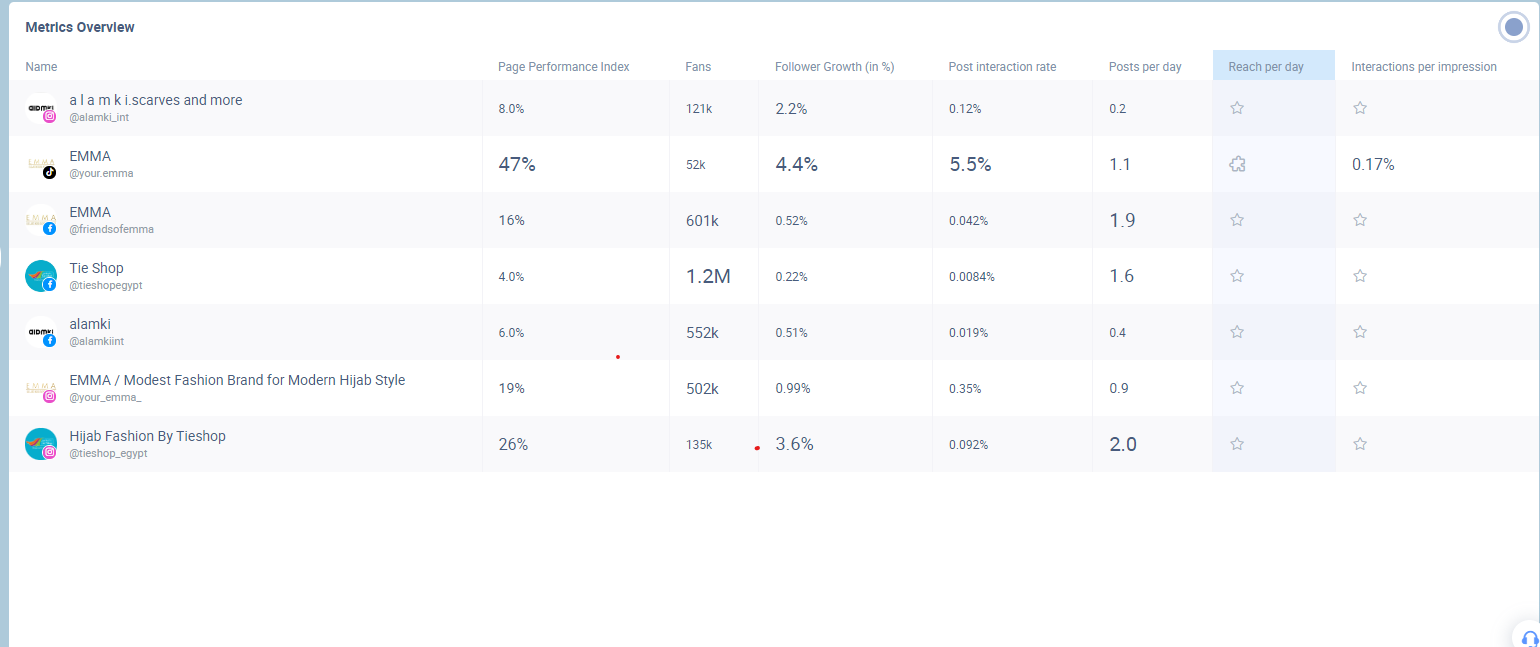 Metrics Overview
Name Page Performance Index Fans Follower Growth (in %) Post interaction rate Posts per day Reach per day Interactions per impression
a l a m k i.scarves and more
@alamki_int
8.0% 121k 2.2% 0.12% 0.2
EMMA
@your.emma
47% 52k 4.4% 5.5% 1.1 0.17%
EMMA
@friendsofemma
16% 601k 0.52% 0.042% 1.9
Tie Shop
@tieshopegypt
4.0% 1.2M 0.22% 0.0084% 1.6
alamki
@alamkiint
6.0% 552k 0.51% 0.019% 0.4
EMMA / Modest Fashion Brand for Modern Hijab Style
@your_emma_
19% 502k 0.99% 0.35% 0.9
Hijab Fashion By Tieshop
@tieshop_egypt
26% 135k 3.6% 0.092% 2.0